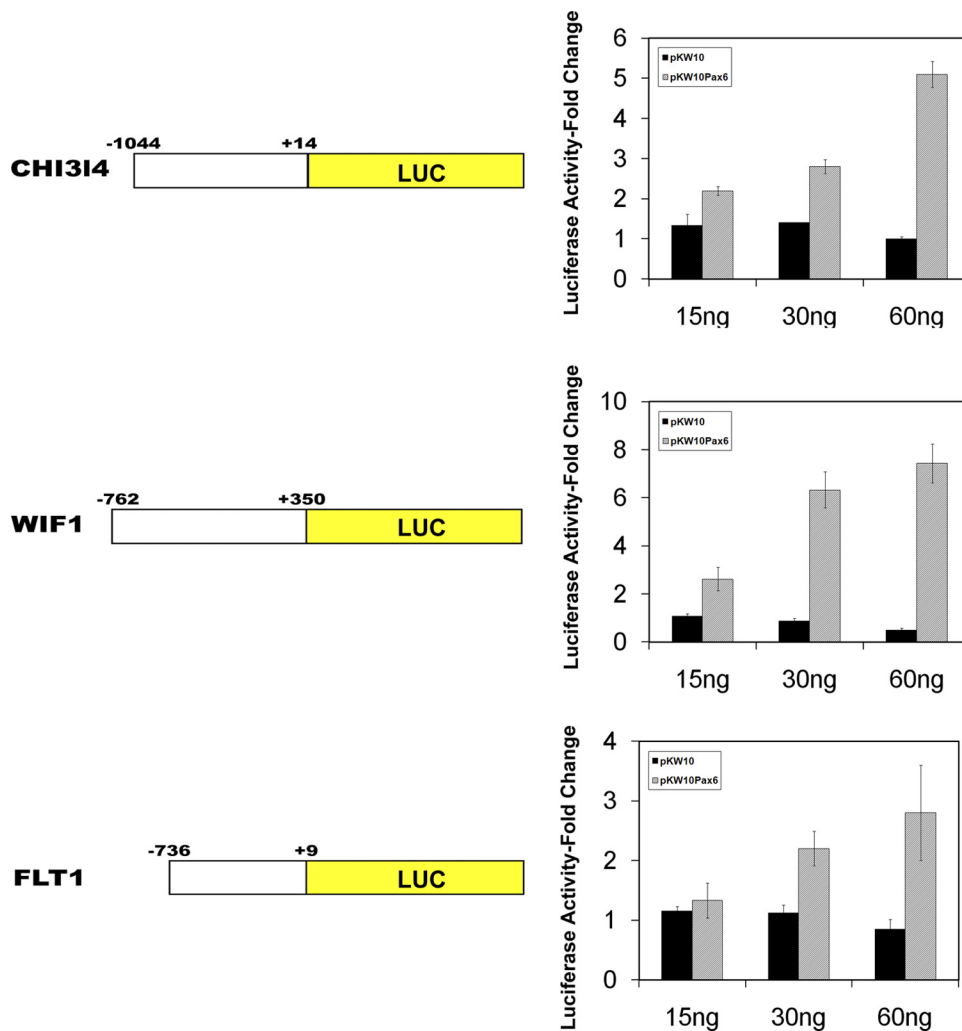 CHI3I4
-1044
+14
LUC
Luciferase Activity-Fold Change
6
5
4
3
2
1
0
pKW10
pKW10Pax6
15ng
30ng
60ng
WIF1
-762
+350
LUC
Luciferase Activity-Fold Change
10
8
6
4
2
0
pKW10
pKW10Pax6
15ng
30ng
60ng
FLT1
-736
+9
LUC
Luciferase Activity-Fold Change
4
3
2
1
0
pKW10
pKW10Pax6
15ng
30ng
60ng